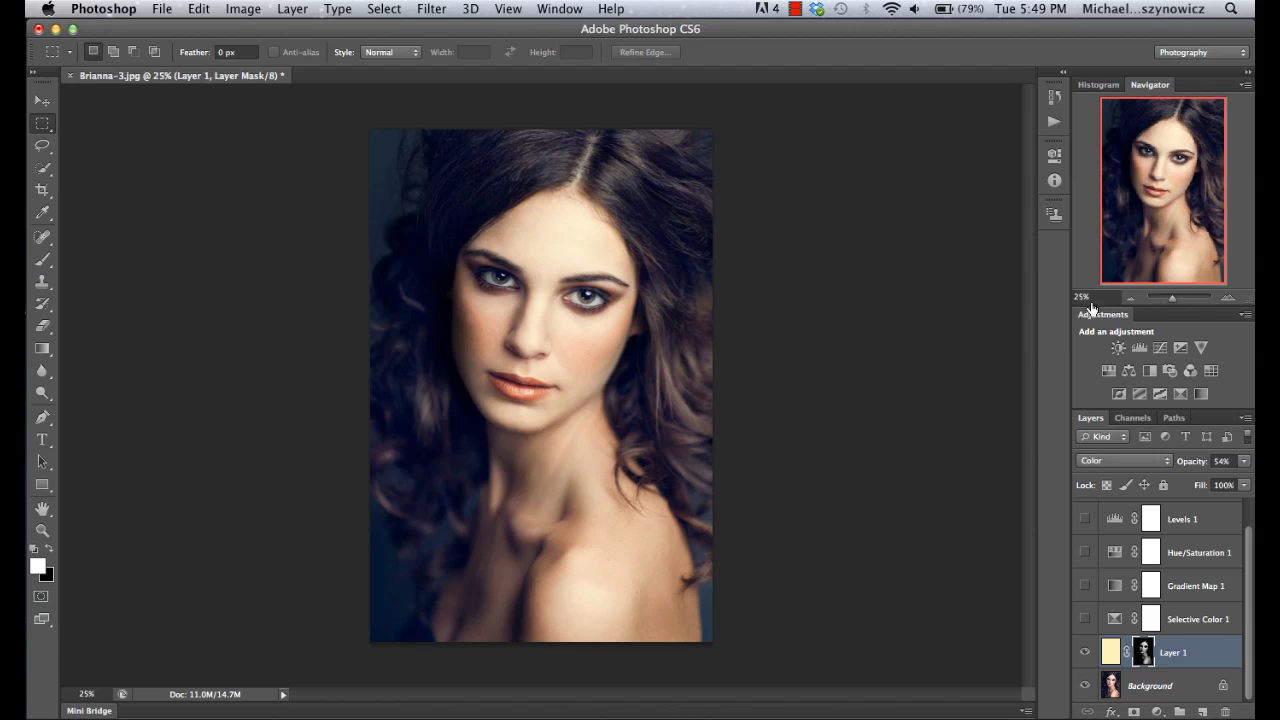 Photoshop File Edit Image Layer Type Select Filter 3D View Window Help 4 (79%) Tue 5:49 PM Michael...szynowicz
Adobe Photoshop CS6
Feather: 0 px Anti-alias Style: Normal Width: Height: Refine Edge... Photography
× Brianna-3.jpg @ 25% (Layer 1, Layer Mask/8) *
Histogram Navigator
25%
Adjustments
Add an adjustment
Layers Channels Paths
Kind
Color Opacity: 54%
Lock: Fill: 100%
Levels 1
Hue/Saturation 1
Gradient Map 1
Selective Color 1
Layer 1
Background
25% Doc: 11.0M/14.7M
Mini Bridge